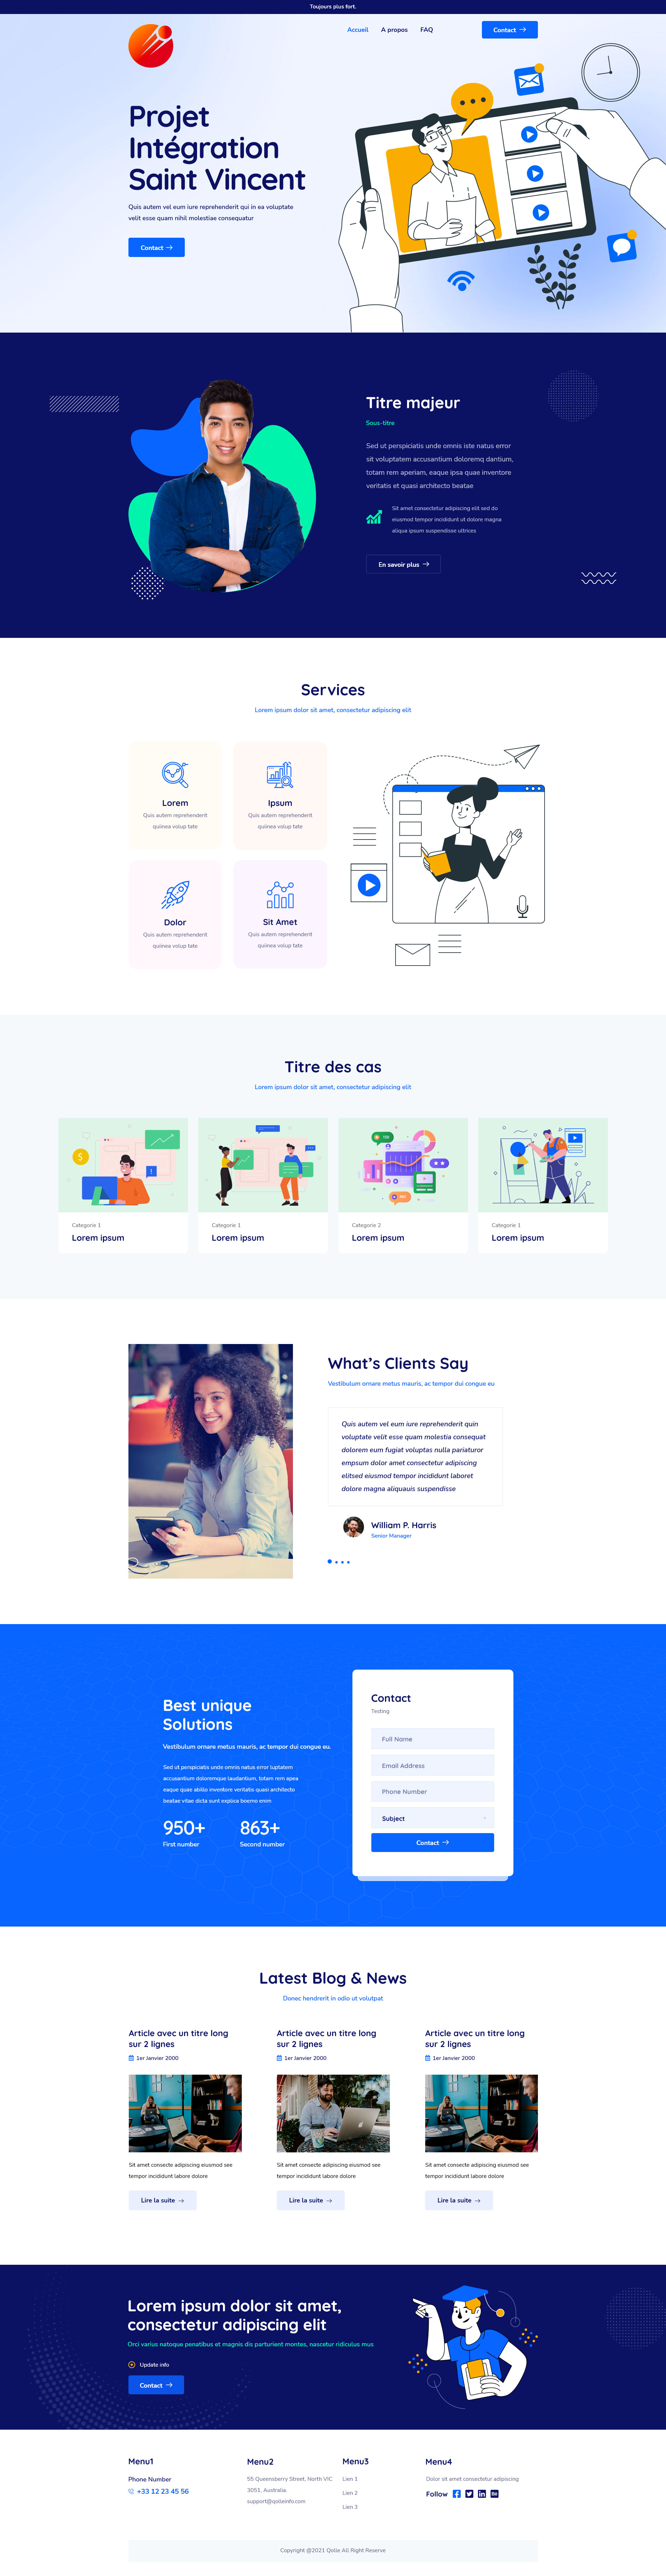 Toujours plus fort.
Accueil
A propos
FAQ
Contact
Projet
Intégration
Saint Vincent
Quis autem vel eum iure reprehenderit qui in ea voluptate
velit esse quam nihil molestiae consequatur
Contact
Titre majeur
Sous-titre
Sed ut perspiciatis unde omnis iste natus error
sit voluptatem accusantium doloremq dantium,
totam rem aperiam, eaque ipsa quae inventore
veritatis et quasi architecto beatae
Sit amet consectetur adipiscing elit sed do
eiusmod tempor incididunt ut dolore magna
aliqua ipsum suspendisse ultrices
En savoir plus
Services
Lorem ipsum dolor sit amet, consectetur adipiscing elit
Lorem
Quis autem reprehenderit
quiinea volup tate
Ipsum
Quis autem reprehenderit
quiinea volup tate
Dolor
Quis autem reprehenderit
quiinea volup tate
Sit Amet
Quis autem reprehenderit
quiinea volup tate
Titre des cas
Lorem ipsum dolor sit amet, consectetur adipiscing elit
Categorie 1
Lorem ipsum
Categorie 1
Lorem ipsum
Categorie 2
Lorem ipsum
Categorie 1
Lorem ipsum
What's Clients Say
Vestibulum ornare metus mauris, ac tempor dui congue eu
Quis autem vel eum iure reprehenderit quin
voluptate velit esse quam molestia consequat
dolorem eum fugiat voluptas nulla pariaturor
empsum dolor amet consectetur adipiscing
elitsed eiusmod tempor incididunt laboret
dolore magna aliquauis suspendisse
William P. Harris
Senior Manager
Best unique
Solutions
Vestibulum ornare metus mauris, ac tempor dui congue eu.
Sed ut perspiciatis unde omnis natus error luptatem
accusantium doloremque laudantium, totam rem apea
eaque quae abillo inventore veritatis quasi architecto
beatae vitae dicta sunt explica boemo enim
950+
First number
863+
Second number
Contact
Testing
Full Name
Email Address
Phone Number
Subject
Contact
Latest Blog & News
Donec hendrerit in odio ut volutpat
Article avec un titre long
sur 2 lignes
1er Janvier 2000
Sit amet consecte adipiscing eiusmod see
tempor incididunt labore dolore
Lire la suite
Article avec un titre long
sur 2 lignes
1er Janvier 2000
Sit amet consecte adipiscing eiusmod see
tempor incididunt labore dolore
Lire la suite
Article avec un titre long
sur 2 lignes
1er Janvier 2000
Sit amet consecte adipiscing eiusmod see
tempor incididunt labore dolore
Lire la suite
Lorem ipsum dolor sit amet,
consectetur adipiscing elit
Orci varius natoque penatibus et magnis dis parturient montes, nascetur ridiculus mus
Update info
Contact
Menu1
Phone Number
+33 12 23 45 56
Menu2
55 Queensberry Street, North VIC
3051, Australia.
support@qolleinfo.com
Menu3
Lien 1
Lien 2
Lien 3
Menu4
Dolor sit amet consectetur adipiscing
Follow
Copyright @2021 Qolle All Right Reserve